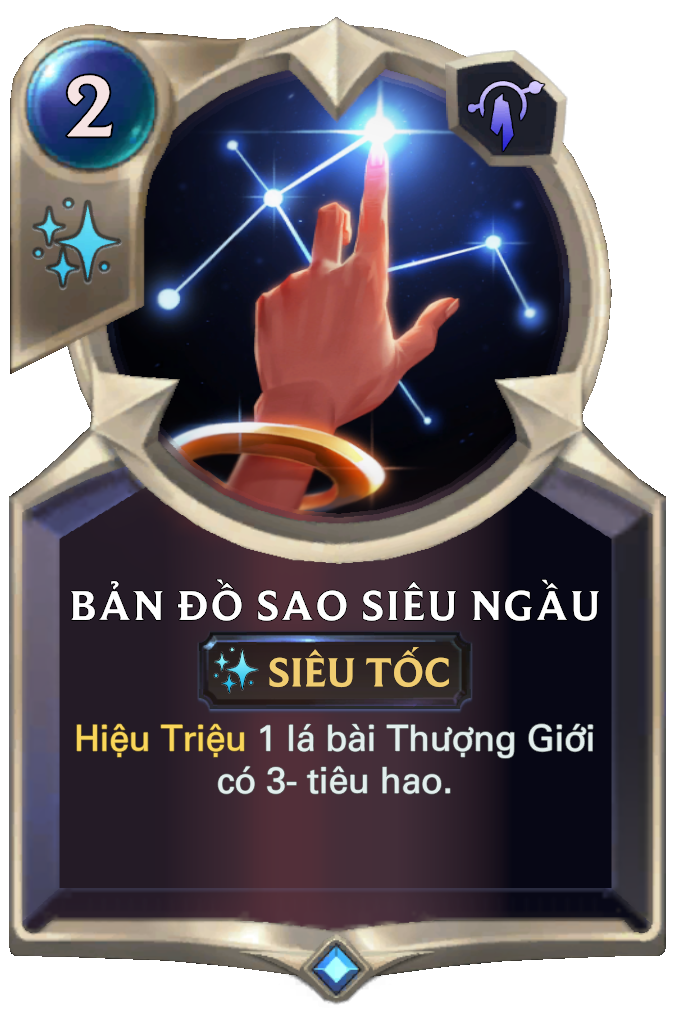 2
BẢN ĐỒ SAO SIÊU NGẦU
SIÊU TỐC
Hiệu Triệu 1 lá bài Thượng Giới
có 3- tiêu hao.